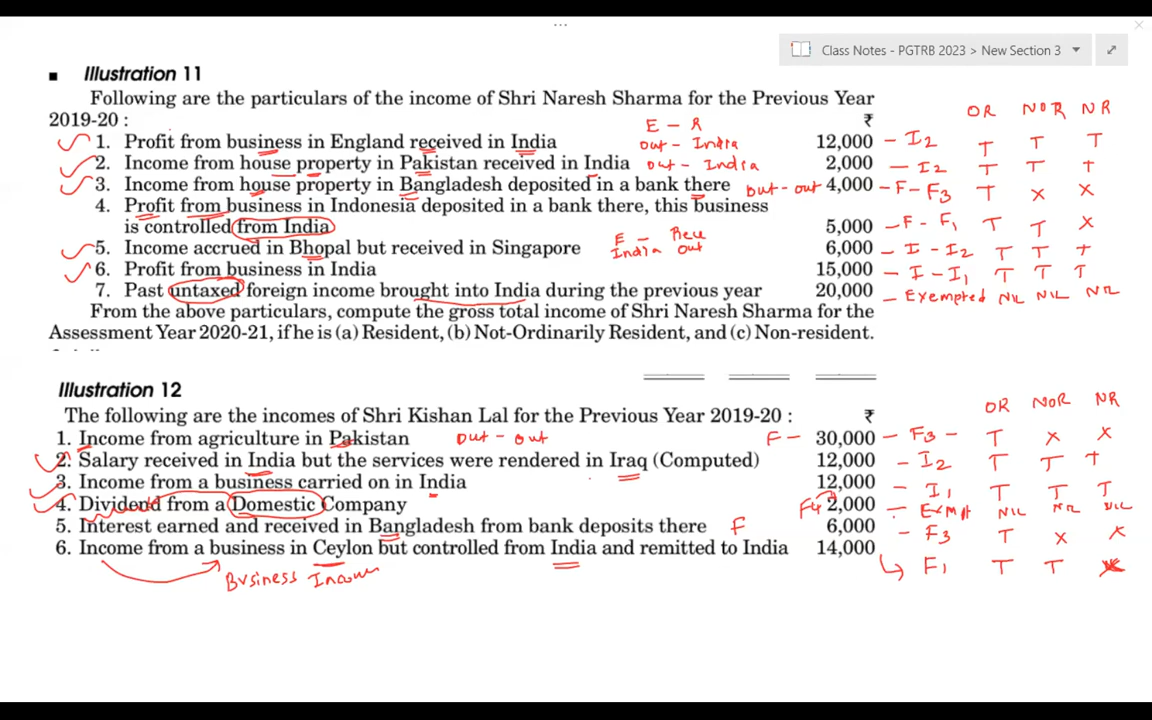 ...
Class Notes - PGTRB 2023 > New Section 3
■ Illustration 11
Following are the particulars of the income of Shri Naresh Sharma for the Previous Year
2019-20 : ₹ OR NOR NR
E - R
1. Profit from business in England received in India out - India 12,000 - I2 T T T
2. Income from house property in Pakistan received in India out - India 2,000 - I2 T T T
3. Income from house property in Bangladesh deposited in a bank there out - out 4,000 - F - F3 T X X
4. Profit from business in Indonesia deposited in a bank there, this business
is controlled from India 5,000 - F - F1 T T X
E - Rece
5. Income accrued in Bhopal but received in Singapore India out 6,000 - I - I2 T T T
6. Profit from business in India 15,000 - I - I1 T T T
7. Past untaxed foreign income brought into India during the previous year 20,000 - Exempted NIL NIL NIL
From the above particulars, compute the gross total income of Shri Naresh Sharma for the
Assessment Year 2020-21, if he is (a) Resident, (b) Not-Ordinarily Resident, and (c) Non-resident.
Illustration 12
The following are the incomes of Shri Kishan Lal for the Previous Year 2019-20 : ₹ OR NOR NR
1. Income from agriculture in Pakistan out - out F - 30,000 - F3 - T X X
2. Salary received in India but the services were rendered in Iraq (Computed) 12,000 - I2 T T T
3. Income from a business carried on in India 12,000 - I1 T T T
4. Dividend from a Domestic Company 2,000 - Exmpt NIL NIL NIL
5. Interest earned and received in Bangladesh from bank deposits there F 6,000 - F3 T X X
6. Income from a business in Ceylon but controlled from India and remitted to India 14,000
F1 T T X
Business Income